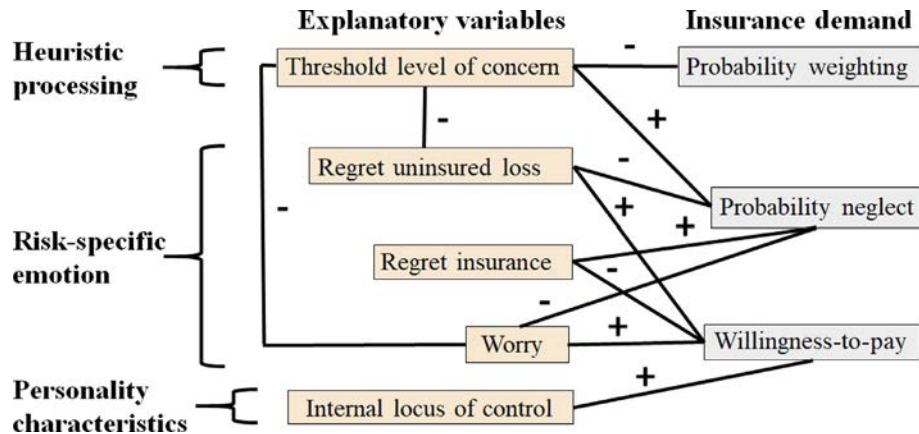 Explanatory variables
Insurance demand
Heuristic
processing
Threshold level of concern
-
Probability weighting
-
+
Regret uninsured loss
-
Probability neglect
+
+
-
Risk-specific
emotion
Regret insurance
-
-
+
Worry
Willingness-to-pay
+
Personality
characteristics
Internal locus of control